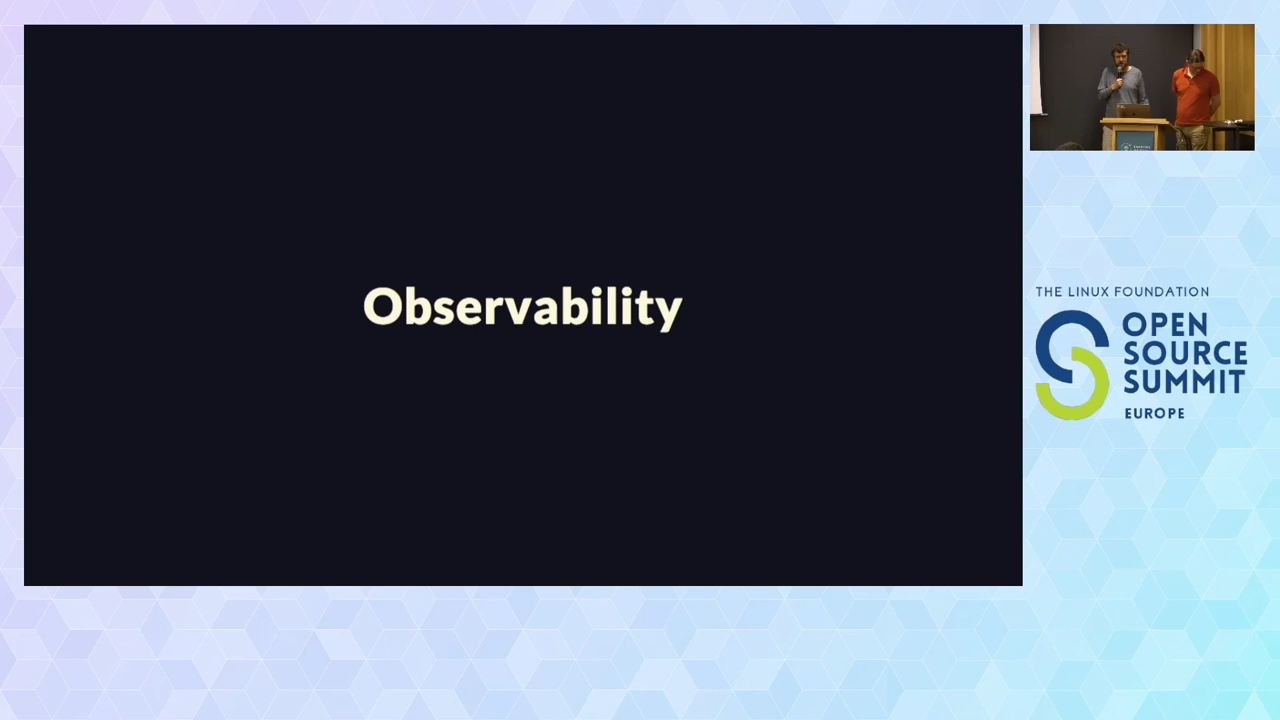 Observability
THE LINUX FOUNDATION
OPEN
SOURCE
SUMMIT
EUROPE